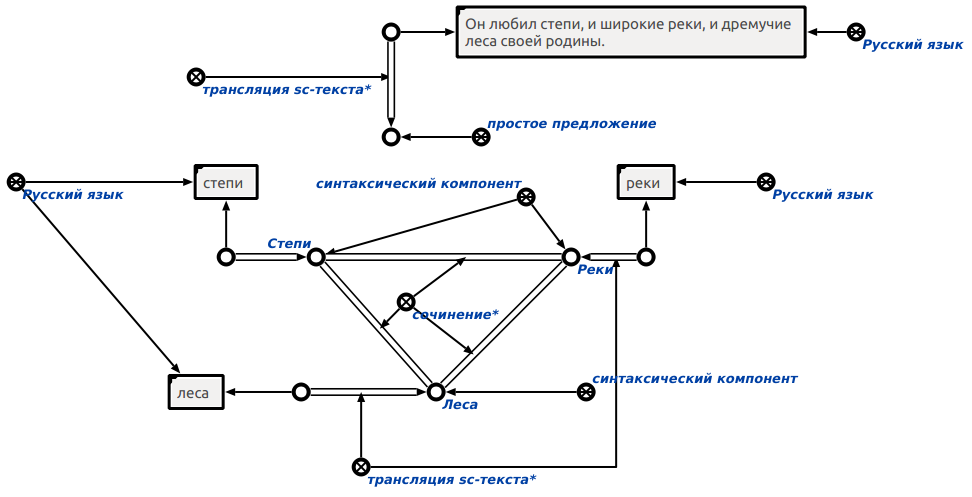 Он любил степи, и широкие реки, и дремучие
леса своей родины.
Русский язык
трансляция sc-текста*
простое предложение
Русский язык
степи
синтаксический компонент
реки
Русский язык
Степи
Реки
сочинение*
синтаксический компонент
леса
Леса
трансляция sc-текста*